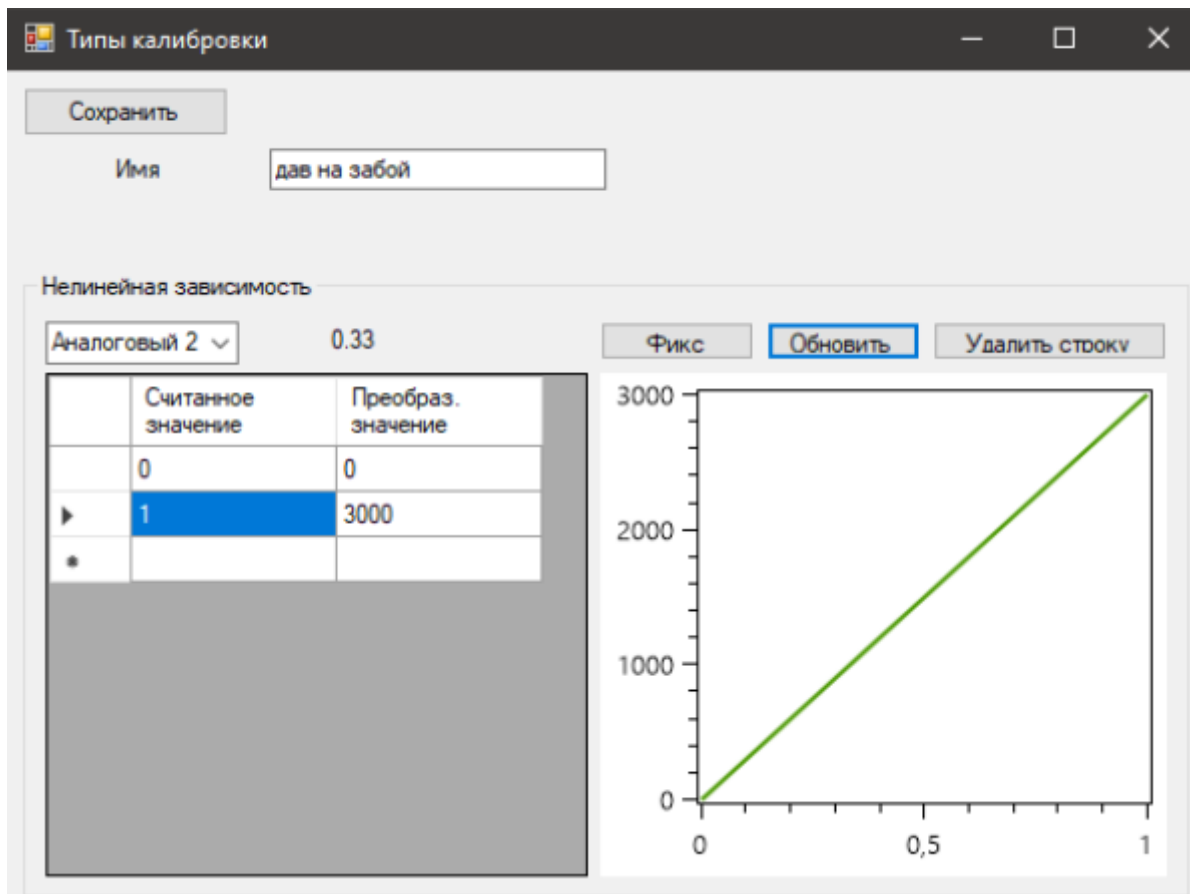 Типы калибровки
Сохранить
Имя
дав на забой
Нелинейная зависимость
Аналоговый 2
0.33
Фикс
Обновить
Удалить строку
Считанное значение
Преобраз. значение
0
0
1
3000
3000
2000
1000
0
0
0,5
1